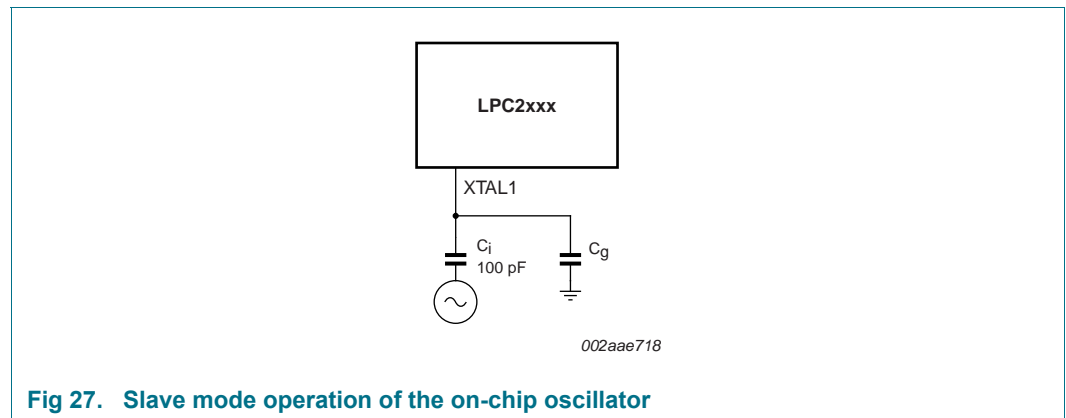 LPC2xxx
XTAL1
Ci
100 pF
Cg
002aae718
Fig 27. Slave mode operation of the on-chip oscillator